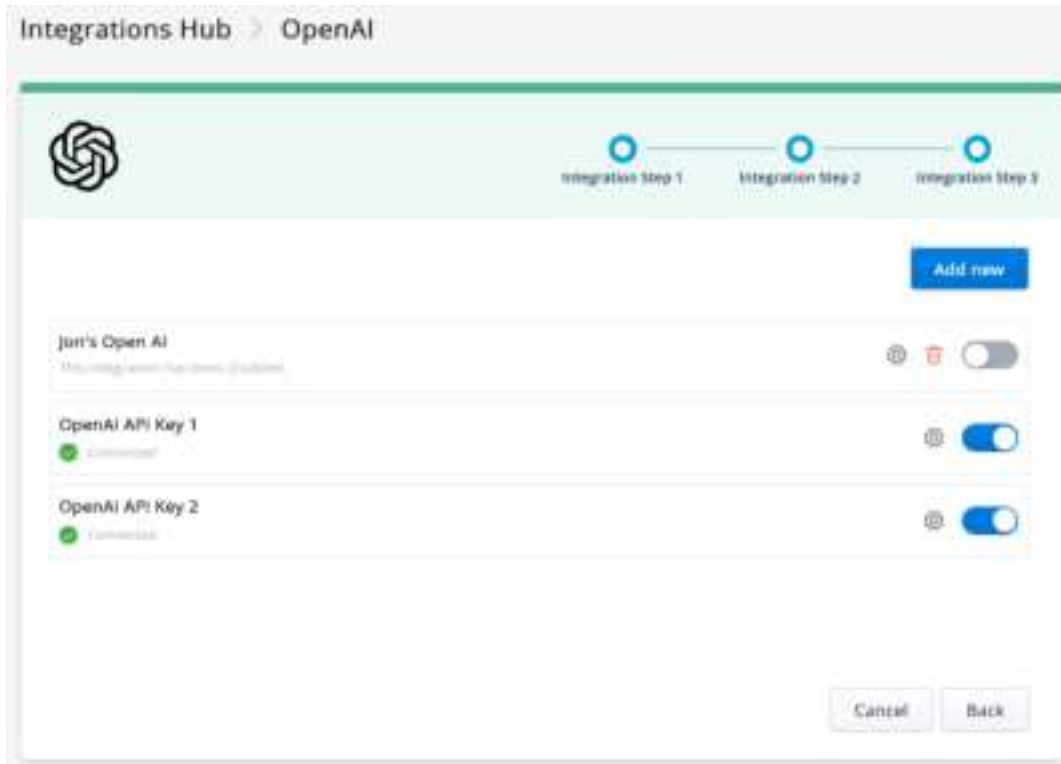 Integrations Hub > OpenAI
Integration Step 1
Integration Step 2
Integration Step 3
Add new
Jon's Open AI
This integration has been disabled.
OpenAI API Key 1
Connected
OpenAI API Key 2
Connected
Cancel
Back